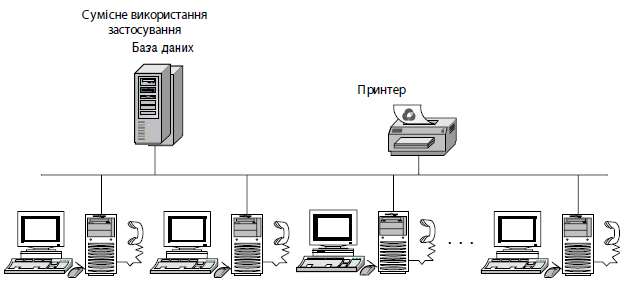 Сумісне використання
застосування
База даних
Принтер
. . .